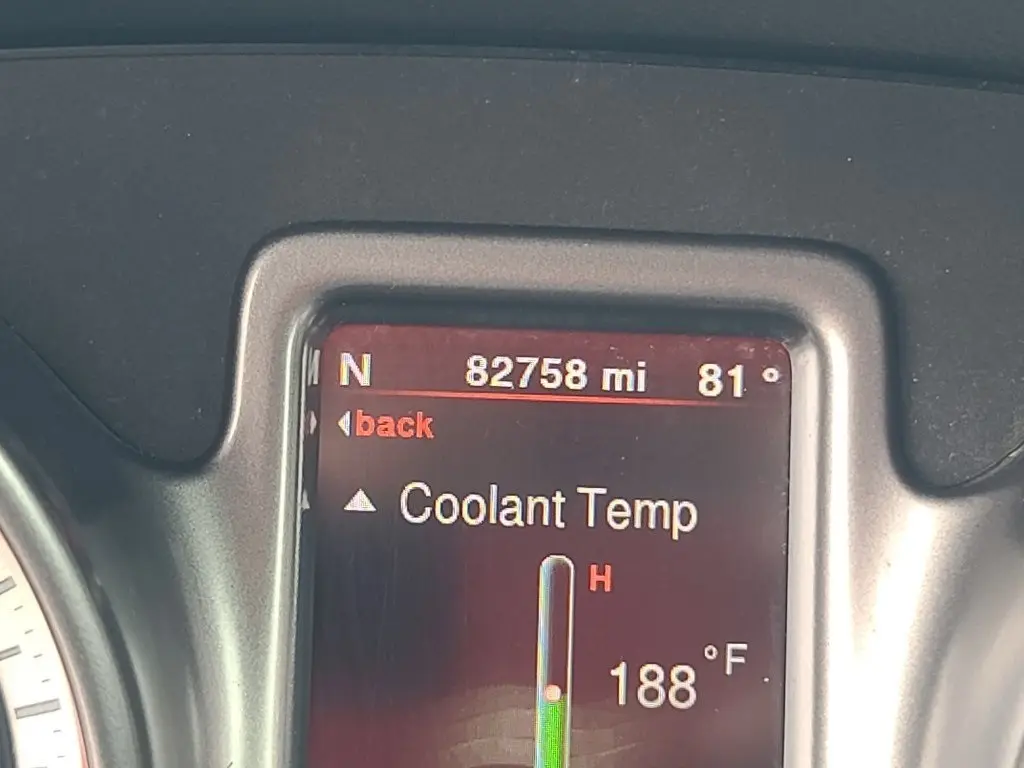 N 82758 mi 81 °
back
Coolant Temp
H
188 °F